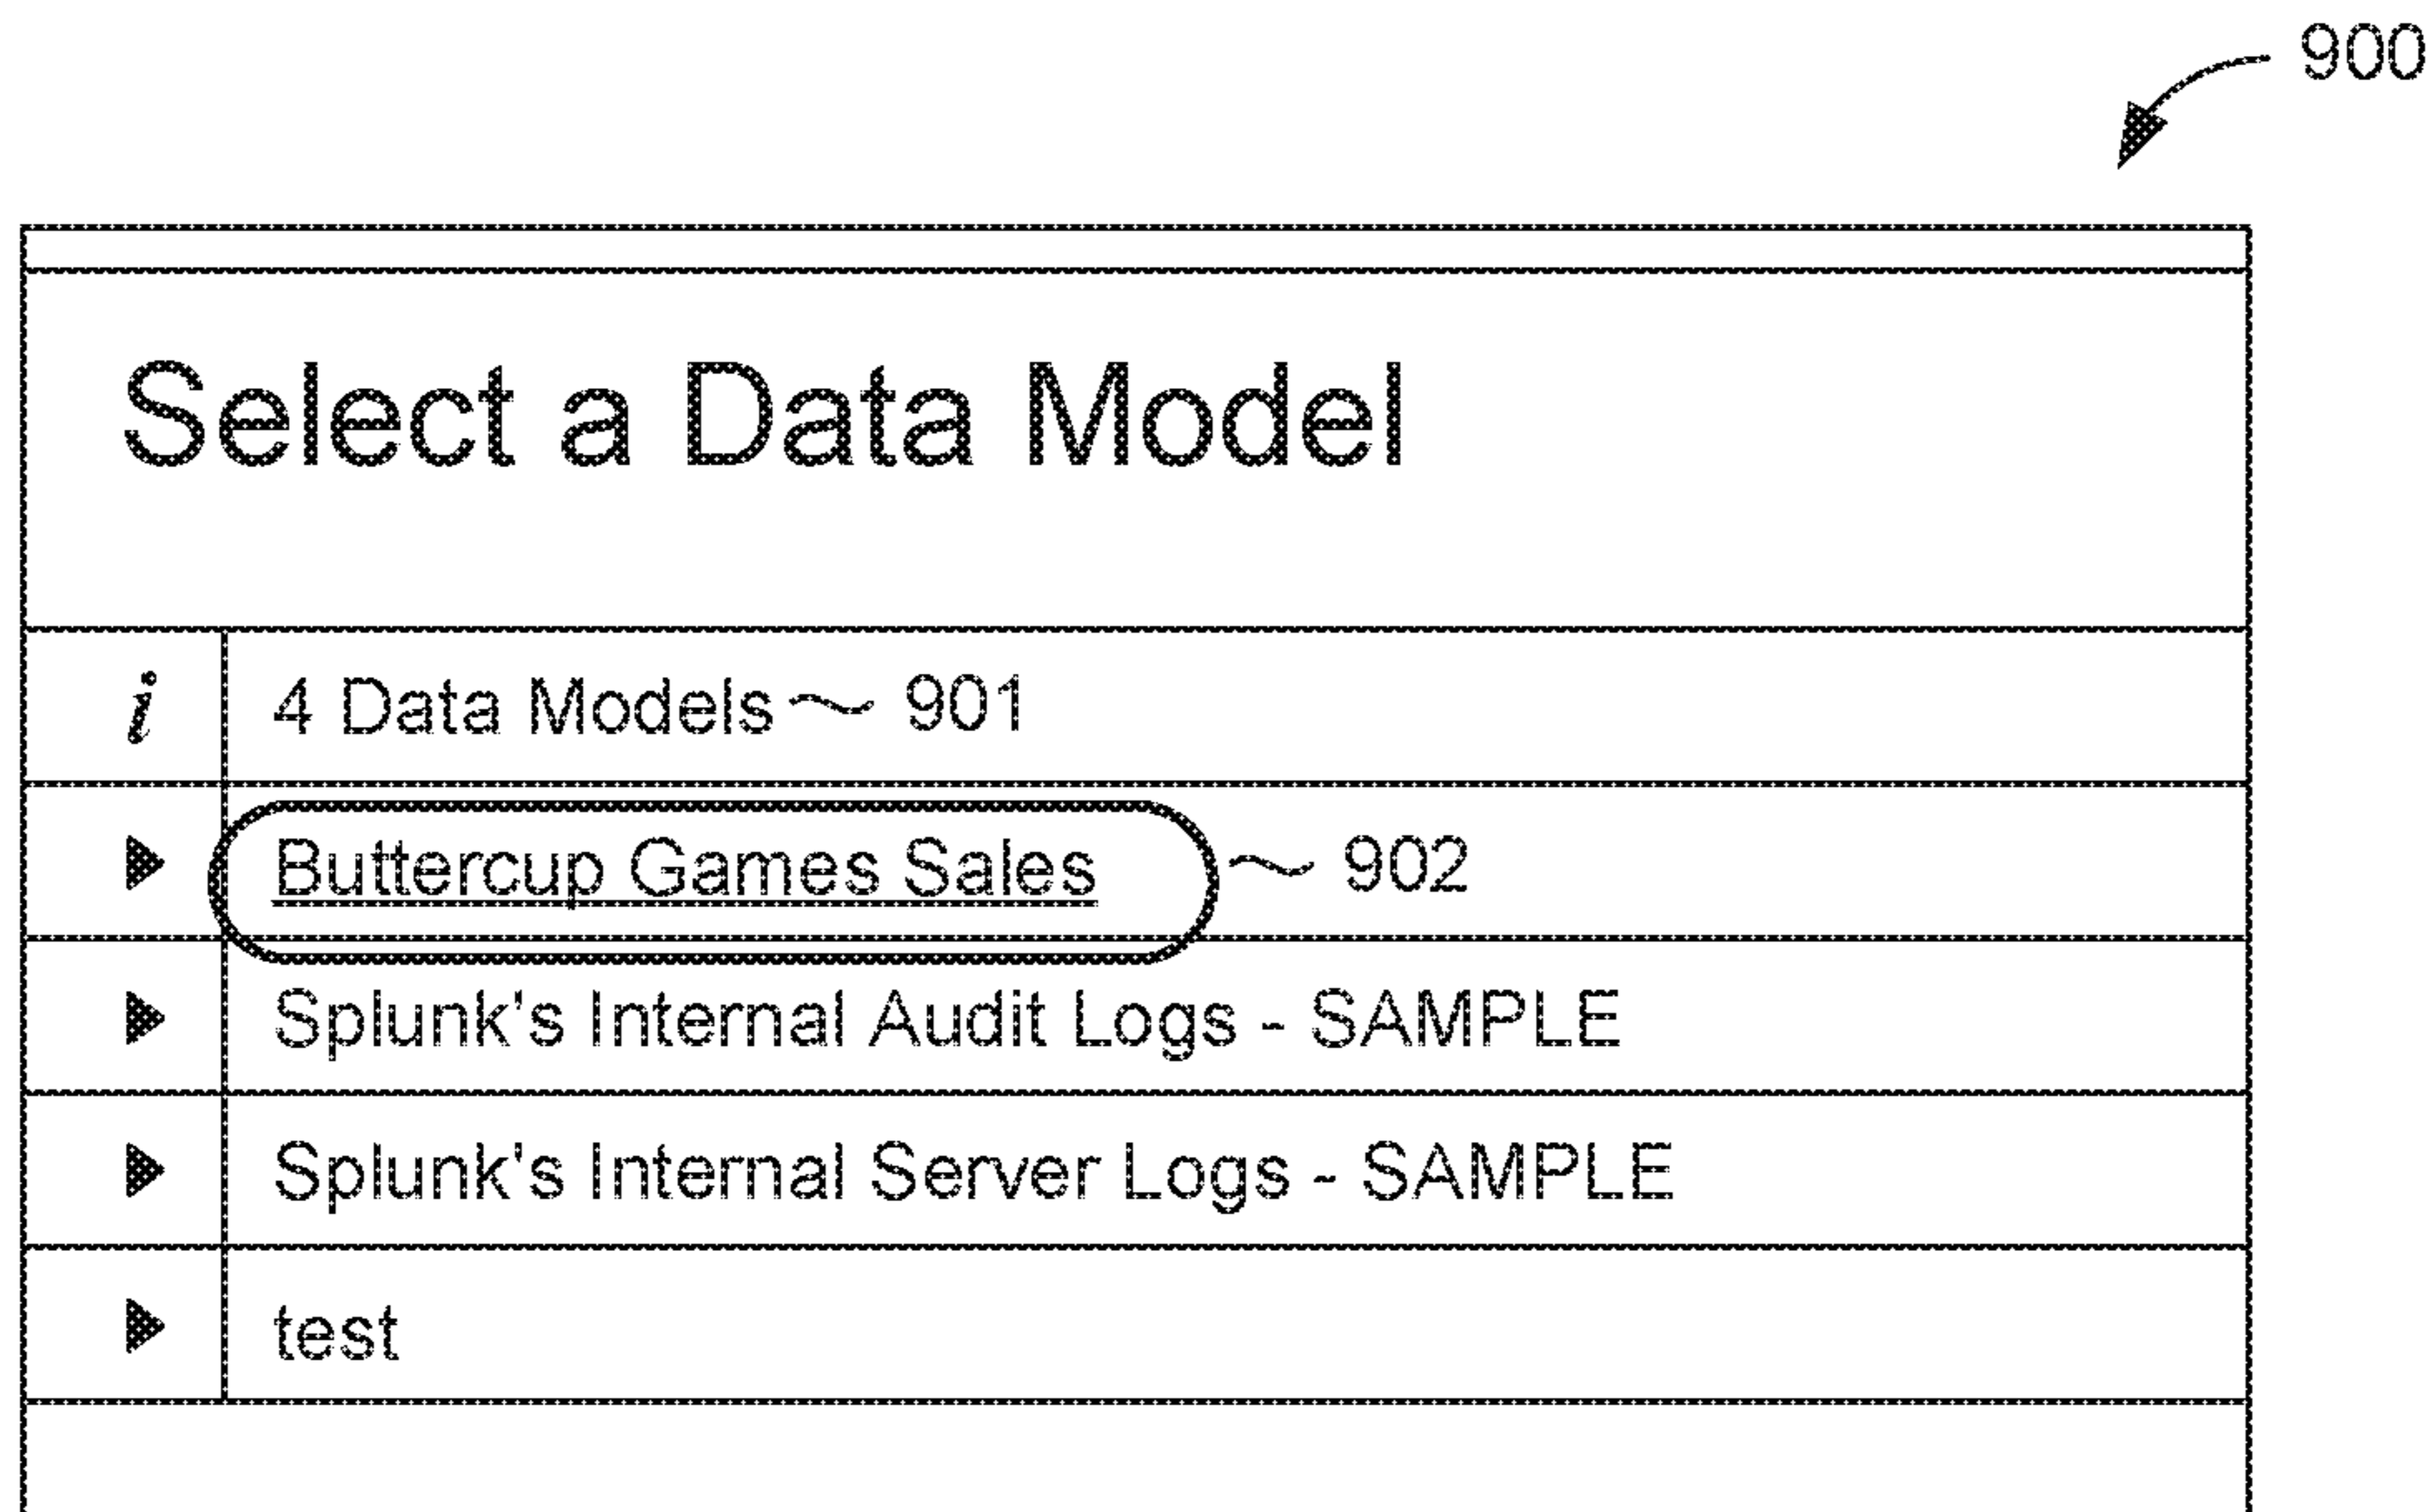 900
Select a Data Model
i 4 Data Models ~ 901
Buttercup Games Sales ~ 902
Splunk's Internal Audit Logs - SAMPLE
Splunk's Internal Server Logs - SAMPLE
test